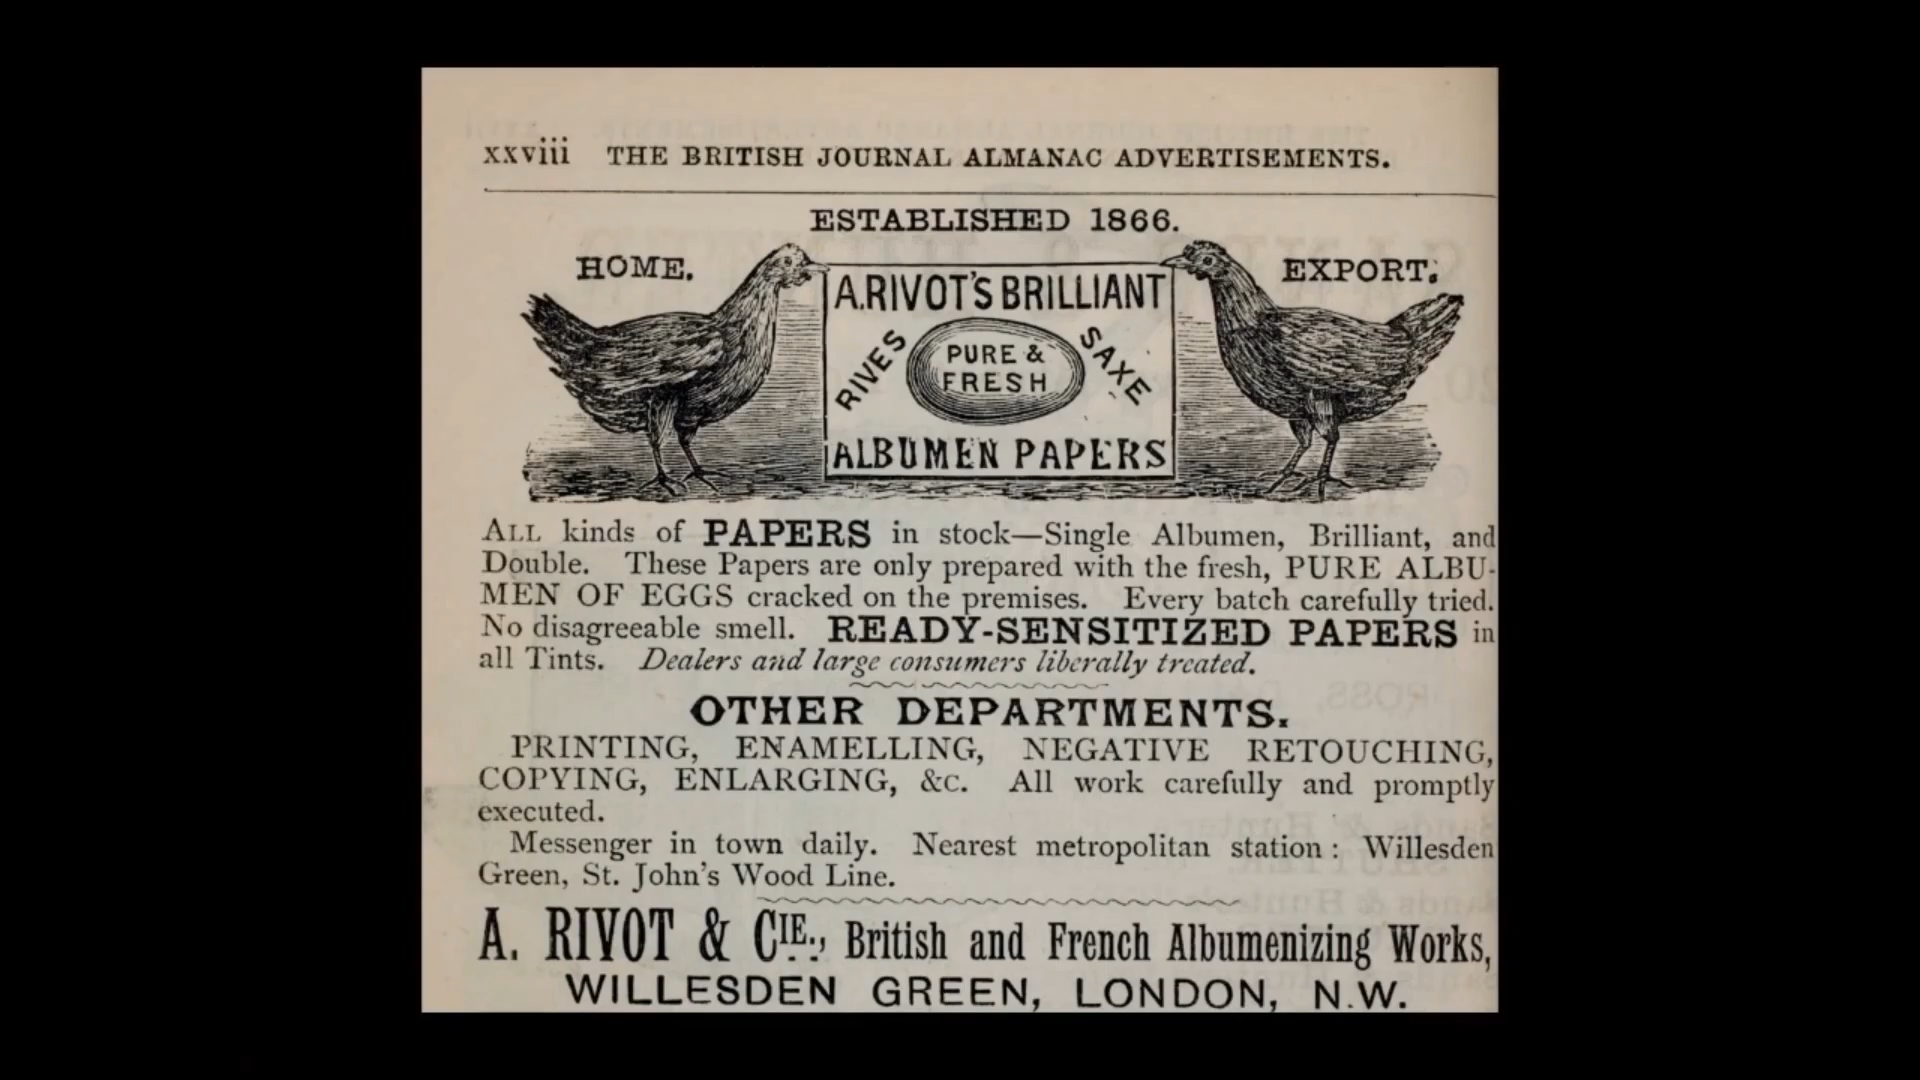 xxviii THE BRITISH JOURNAL ALMANAC ADVERTISEMENTS.
ESTABLISHED 1866.
HOME.
EXPORT.
A. RIVOT'S BRILLIANT
RIVES
PURE &
FRESH
SAXE
ALBUMEN PAPERS
ALL kinds of PAPERS in stock—Single Albumen, Brilliant, and
Double. These Papers are only prepared with the fresh, PURE ALBU-
MEN OF EGGS cracked on the premises. Every batch carefully tried.
No disagreeable smell. READY-SENSITIZED PAPERS in
all Tints. Dealers and large consumers liberally treated.
OTHER DEPARTMENTS.
PRINTING, ENAMELLING, NEGATIVE RETOUCHING,
COPYING, ENLARGING, &c. All work carefully and promptly
executed.
Messenger in town daily. Nearest metropolitan station: Willesden
Green, St. John's Wood Line.
A. RIVOT & CIE., British and French Albumenizing Works,
WILLESDEN GREEN, LONDON, N.W.